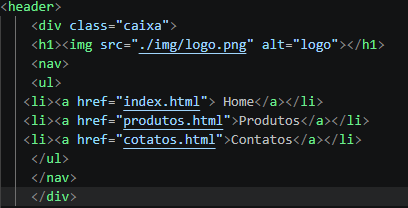 <header>
<div class="caixa">
<h1><img src="./img/logo.png" alt="logo"></h1>
<nav>
<ul>
<li><a href="index.html"> Home</a></li>
<li><a href="produtos.html">Produtos</a></li>
<li><a href="cotatos.html">Contatos</a></li>
</ul>
</nav>
</div>